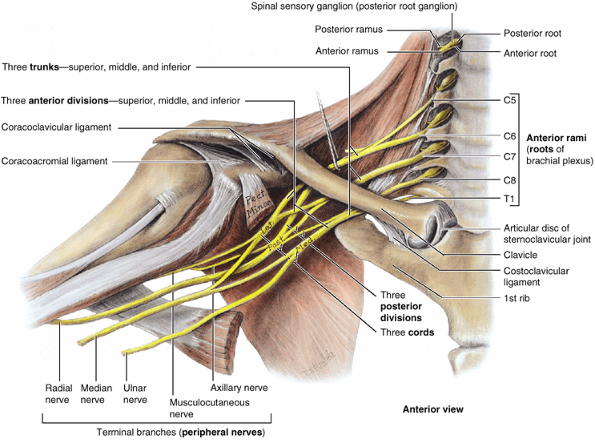 Spinal sensory ganglion (posterior root ganglion)
Posterior ramus
Posterior root
Anterior ramus
Anterior root
Three trunks—superior, middle, and inferior
Three anterior divisions—superior, middle, and inferior
C5
Coracoclavicular ligament
C6
Anterior rami
(roots of
brachial plexus)
Coracoacromial ligament
C7
C8
T1
Pect
Minor
Lat
Post
Med
Articular disc of
sternoclavicular joint
Clavicle
Costoclavicular
ligament
1st rib
Three
posterior
divisions
Three cords
Radial
nerve
Median
nerve
Ulnar
nerve
Axillary nerve
Musculocutaneous
nerve
Terminal branches (peripheral nerves)
Anterior view